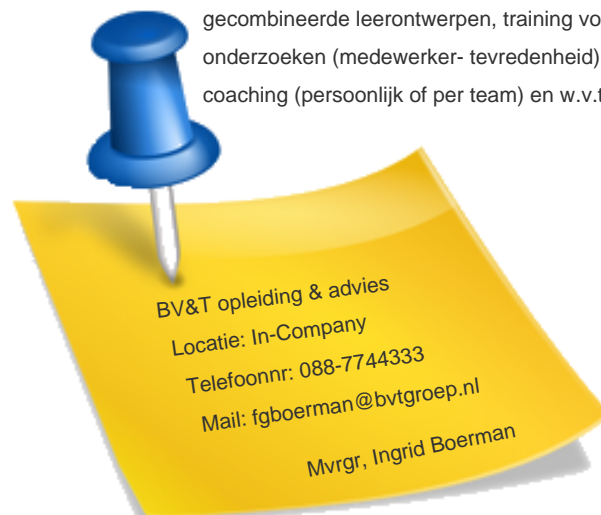 gecombineerde leerontwerpen, training vo
onderzoeken (medewerker- tevredenheid)
coaching (persoonlijk of per team) en w.v.t
BV&T opleiding & advies
Locatie: In-Company
Telefoonnr: 088-7744333
Mail: fgboerman@bvtgroep.nl
Mvrgr, Ingrid Boerman